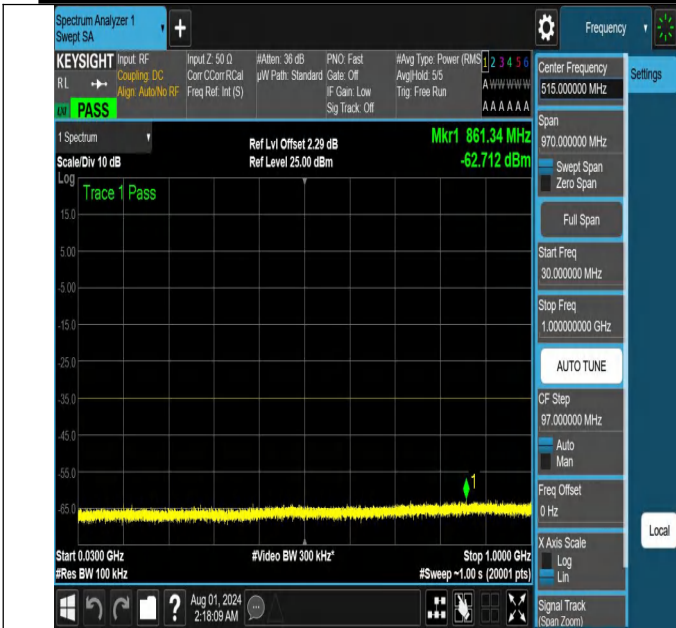 Spectrum Analyzer 1
Swept SA
Frequency
KEYSIGHT
RL
PASS
Input: RF
Coupling: DC
Align: Auto/No RF
Input Z: 50 Ω
Corr CCorr RCal
Freq Ref: Int (S)
#Atten: 36 dB
µW Path: Standard
PNO: Fast
Gate: Off
IF Gain: Low
Sig Track: Off
#Avg Type: Power (RMS
Avg|Hold: 5/5
Trig: Free Run
1 2 3 4 5 6
A W W W W W
A A A A A A
1 Spectrum
Scale/Div 10 dB
Log
Ref Lvl Offset 2.29 dB
Ref Level 25.00 dBm
Mkr1 861.34 MHz
-62.712 dBm
Trace 1 Pass
15.0
5.00
-5.00
-15.0
-25.0
-35.0
-45.0
-55.0
-65.0
1
Start 0.0300 GHz
#Res BW 100 kHz
#Video BW 300 kHz*
Stop 1.0000 GHz
#Sweep ~1.00 s (20001 pts)
Aug 01, 2024
2:18:09 AM
Center Frequency
515.000000 MHz
Settings
Span
970.000000 MHz
Swept Span
Zero Span
Full Span
Start Freq
30.000000 MHz
Stop Freq
1.000000000 GHz
AUTO TUNE
CF Step
97.000000 MHz
Auto
Man
Freq Offset
0 Hz
X Axis Scale
Log
Lin
Local
Signal Track
(Span Zoom)